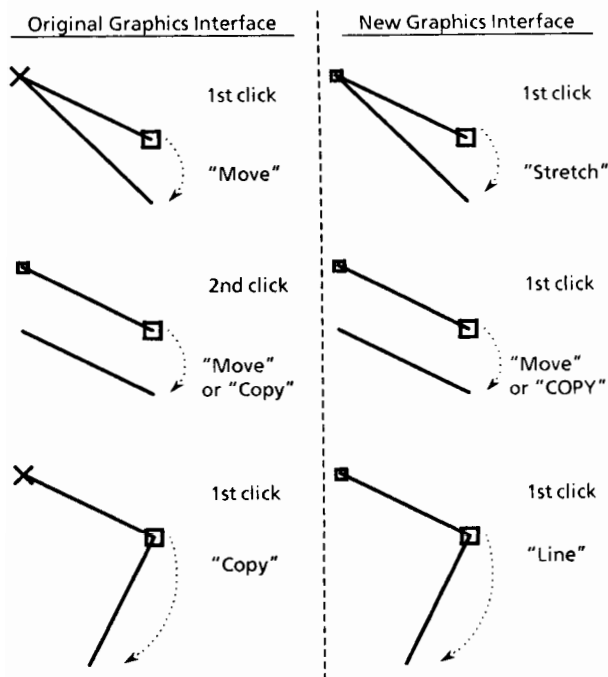 Original Graphics Interface
1st click
"Move"
2nd click
"Move"
or "Copy"
1st click
"Copy"
New Graphics Interface
1st click
"Stretch"
1st click
"Move"
or "COPY"
1st click
"Line"